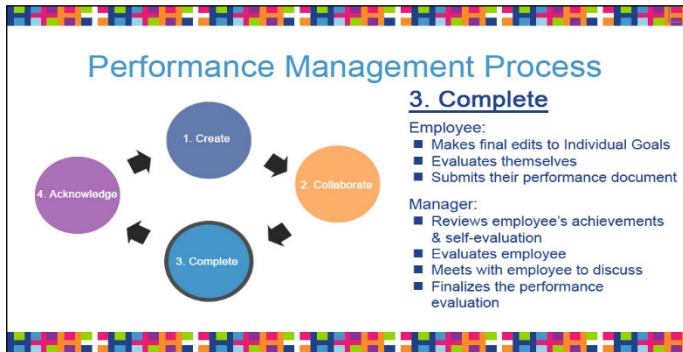 Performance Management Process
1. Create
2. Collaborate
3. Complete
4. Acknowledge
3. Complete
Employee:
Makes final edits to Individual Goals
Evaluates themselves
Submits their performance document
Manager:
Reviews employee's achievements
& self-evaluation
Evaluates employee
Meets with employee to discuss
Finalizes the performance
evaluation